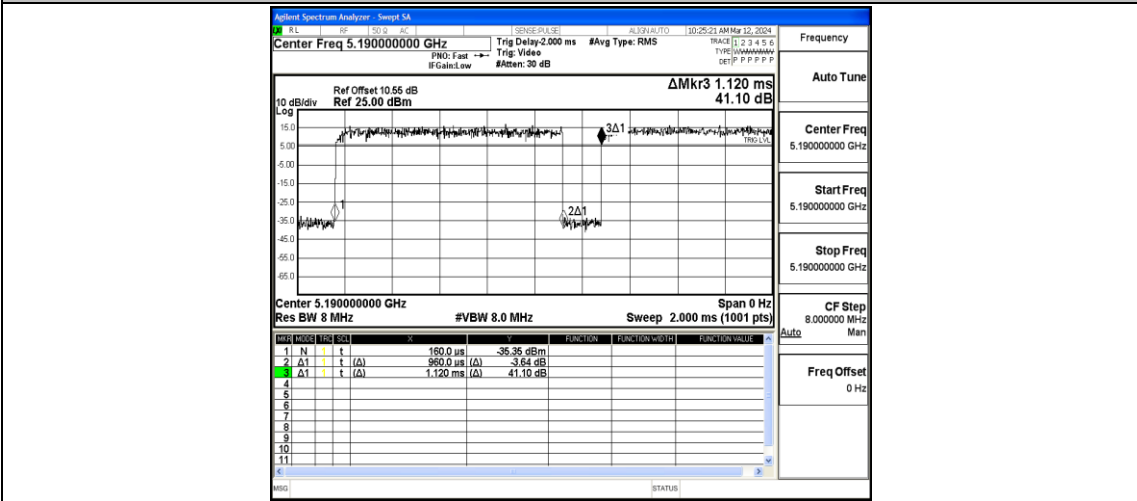 Agilent Spectrum Analyzer - Swept SA
RL RF 50 Ω AC SENSE:PULSE ALIGN AUTO 10:25:21 AM Mar 12, 2024
Center Freq 5.190000000 GHz Trig Delay-2.000 ms #Avg Type: RMS TRACE 1 2 3 4 5 6
PNO: Fast Trig: Video TYPE WWWWWW
IFGain:Low #Atten: 30 dB DET P P P P P P
Frequency
Auto Tune
ΔMkr3 1.120 ms
41.10 dB
Ref Offset 10.55 dB
10 dB/div Ref 25.00 dBm
Log
15.0
5.00
-5.00
-15.0
-25.0
-35.0
-45.0
-55.0
-65.0
3Δ1
TRIG LVL
1
2Δ1
Center Freq
5.190000000 GHz
Start Freq
5.190000000 GHz
Stop Freq
5.190000000 GHz
CF Step
8.000000 MHz
Auto Man
Freq Offset
0 Hz
Center 5.190000000 GHz Span 0 Hz
Res BW 8 MHz #VBW 8.0 MHz Sweep 2.000 ms (1001 pts)
MKR MODE TRC SCL X Y FUNCTION FUNCTION WIDTH FUNCTION VALUE
1 N 1 t 160.0 µs -35.35 dBm
2 Δ1 1 t (Δ) 960.0 µs (Δ) -3.64 dB
3 Δ1 1 t (Δ) 1.120 ms (Δ) 41.10 dB
4
5
6
7
8
9
10
11
MSG STATUS